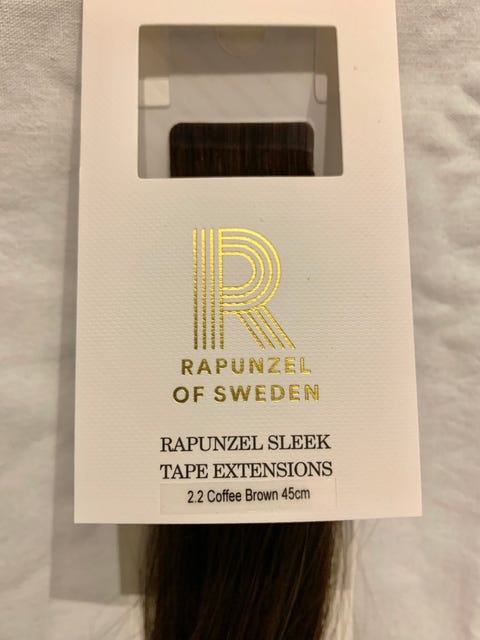 R
RAPUNZEL
OF SWEDEN
RAPUNZEL SLEEK
TAPE EXTENSIONS
2.2 Coffee Brown 45cm